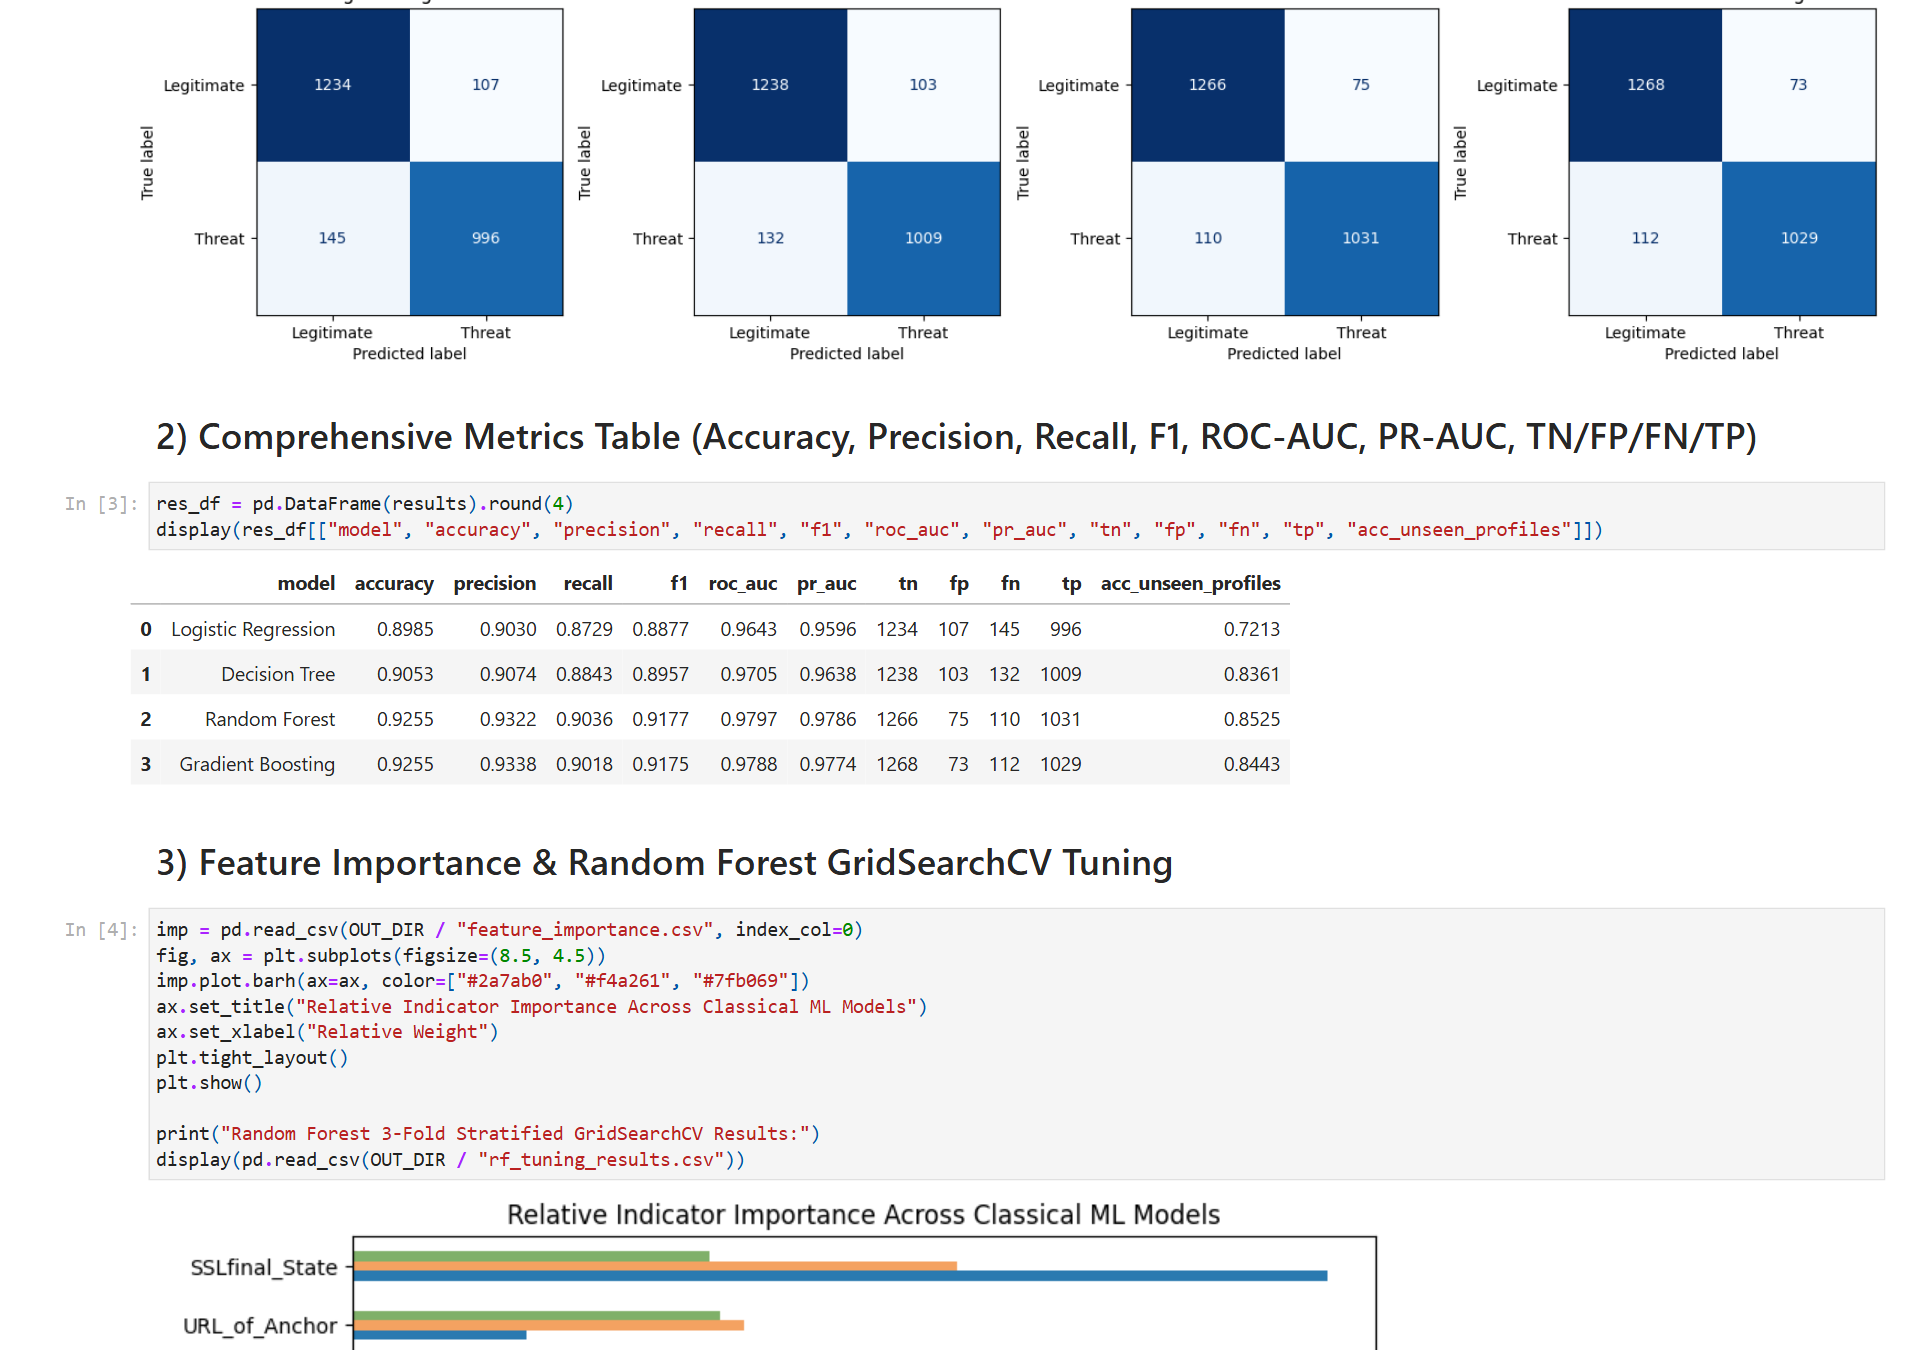 Legitimate
1234
107
Threat
145
996
True label
Legitimate
Threat
Predicted label
Legitimate
1238
103
Threat
132
1009
True label
Legitimate
Threat
Predicted label
Legitimate
1266
75
Threat
110
1031
True label
Legitimate
Threat
Predicted label
Legitimate
1268
73
Threat
112
1029
True label
Legitimate
Threat
Predicted label
2) Comprehensive Metrics Table (Accuracy, Precision, Recall, F1, ROC-AUC, PR-AUC, TN/FP/FN/TP)
In [3]:
res_df = pd.DataFrame(results).round(4)
display(res_df[["model", "accuracy", "precision", "recall", "f1", "roc_auc", "pr_auc", "tn", "fp", "fn", "tp", "acc_unseen_profiles"]])
model accuracy precision recall f1 roc_auc pr_auc tn fp fn tp acc_unseen_profiles
0 Logistic Regression 0.8985 0.9030 0.8729 0.8877 0.9643 0.9596 1234 107 145 996 0.7213
1 Decision Tree 0.9053 0.9074 0.8843 0.8957 0.9705 0.9638 1238 103 132 1009 0.8361
2 Random Forest 0.9255 0.9322 0.9036 0.9177 0.9797 0.9786 1266 75 110 1031 0.8525
3 Gradient Boosting 0.9255 0.9338 0.9018 0.9175 0.9788 0.9774 1268 73 112 1029 0.8443
3) Feature Importance & Random Forest GridSearchCV Tuning
In [4]:
imp = pd.read_csv(OUT_DIR / "feature_importance.csv", index_col=0)
fig, ax = plt.subplots(figsize=(8.5, 4.5))
imp.plot.barh(ax=ax, color=["#2a7ab0", "#f4a261", "#7fb069"])
ax.set_title("Relative Indicator Importance Across Classical ML Models")
ax.set_xlabel("Relative Weight")
plt.tight_layout()
plt.show()
print("Random Forest 3-Fold Stratified GridSearchCV Results:")
display(pd.read_csv(OUT_DIR / "rf_tuning_results.csv"))
Relative Indicator Importance Across Classical ML Models
SSLfinal_State
URL_of_Anchor